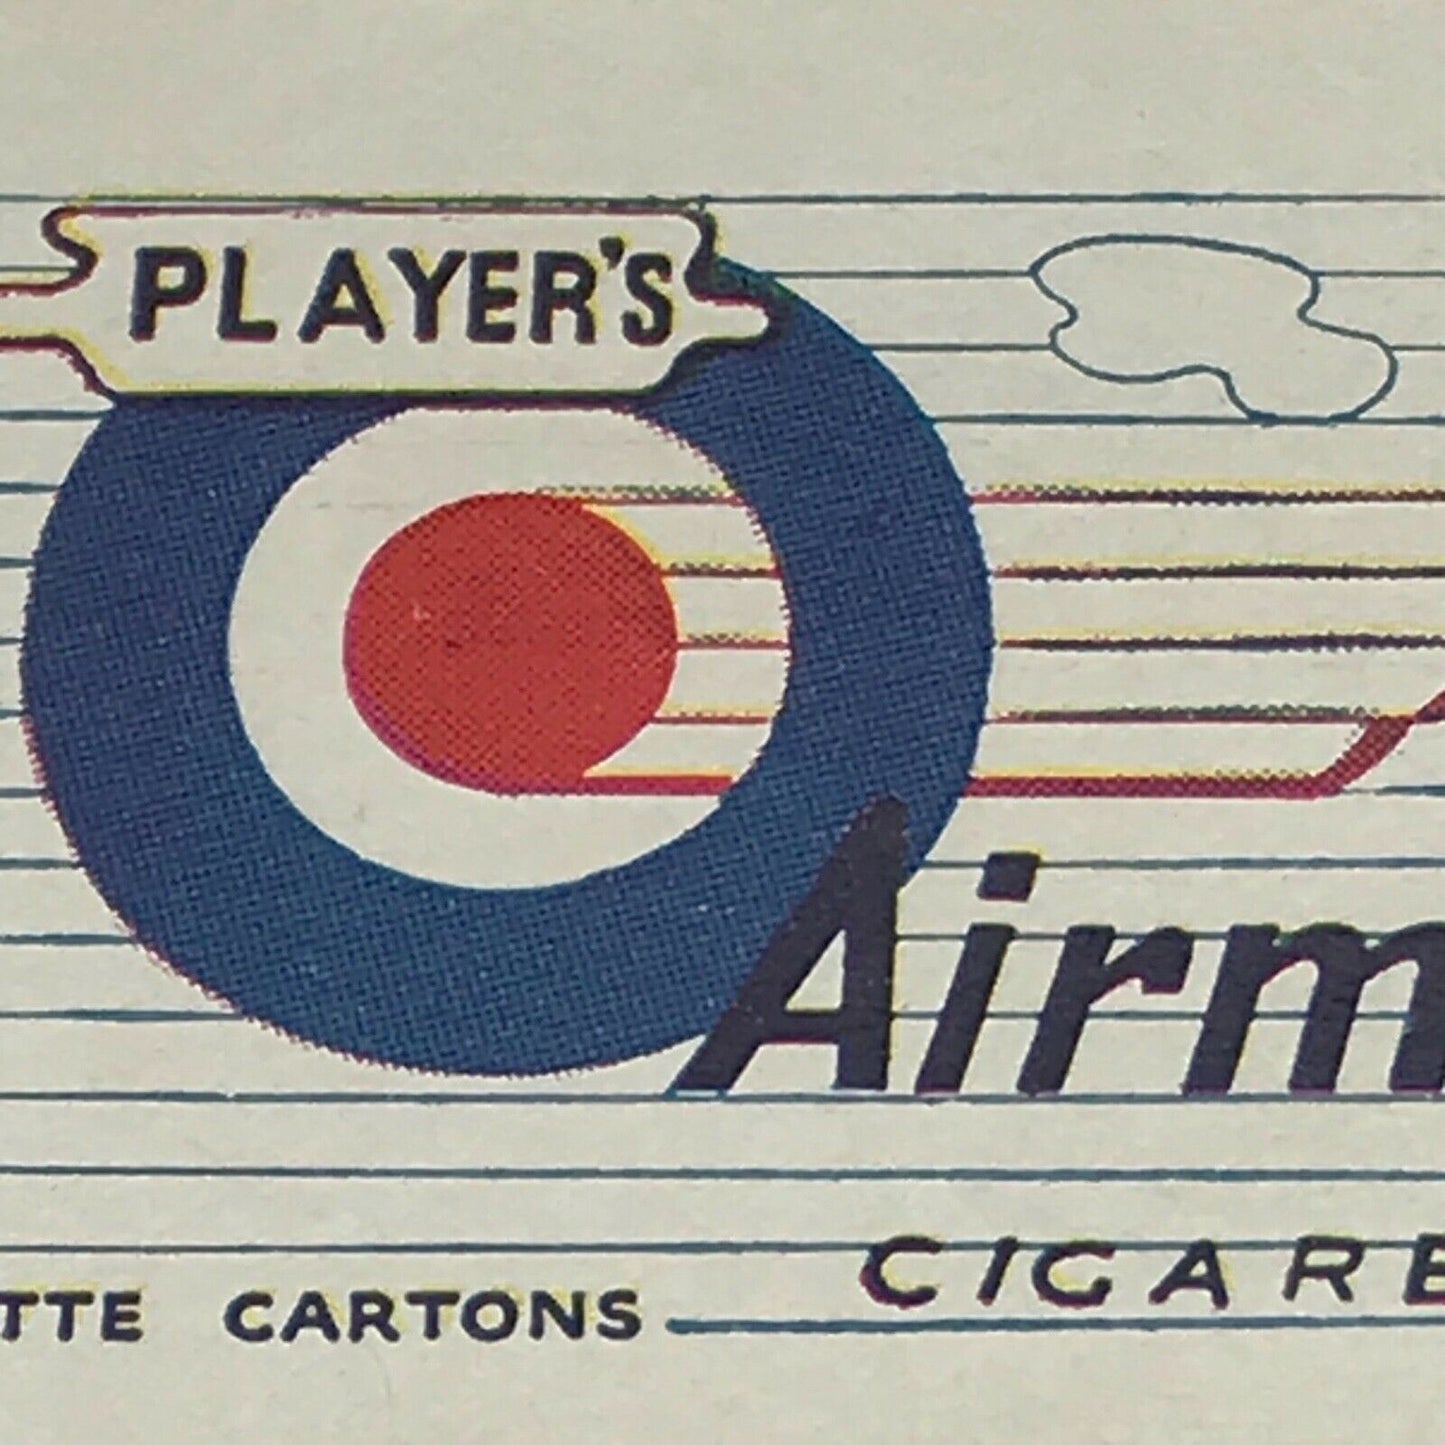 PLAYER'S
Airm
CIGARE
TTE CARTONS